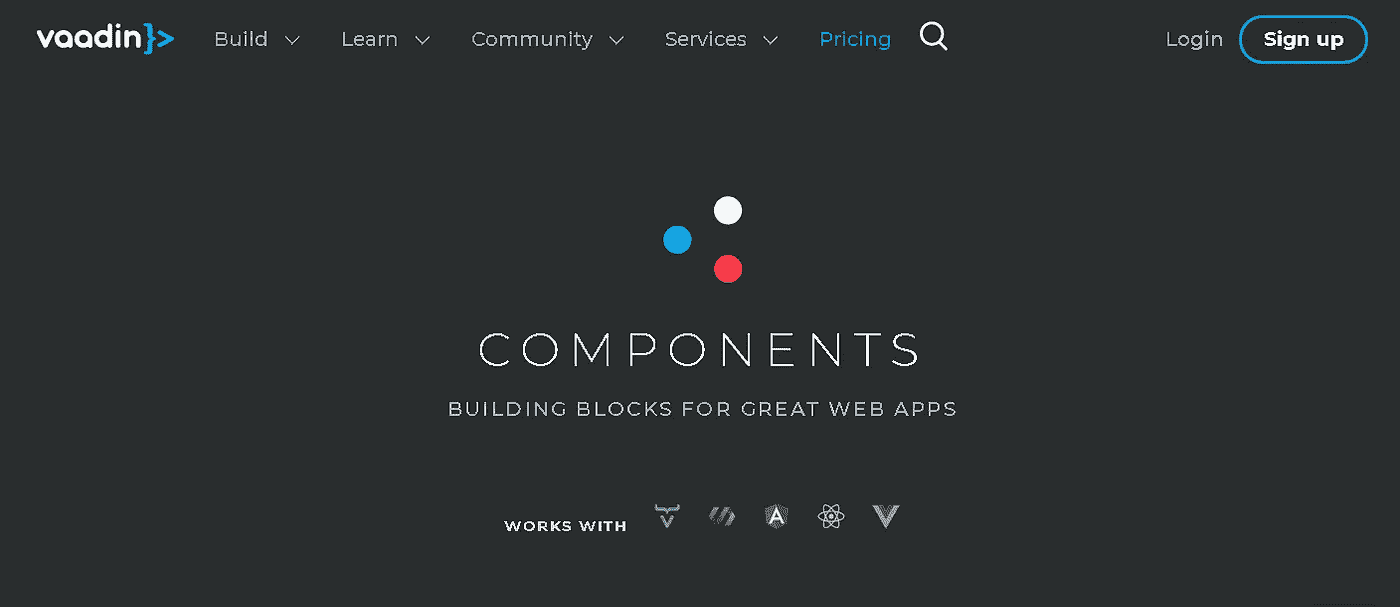 vaadin}> Build Learn Community Services Pricing Login Sign up
COMPONENTS
BUILDING BLOCKS FOR GREAT WEB APPS
WORKS WITH